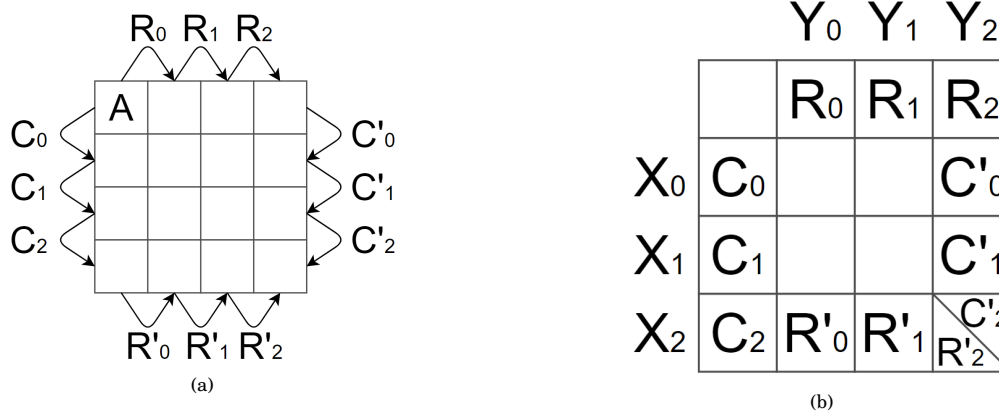 R₀ R₁ R₂
A
C₀ C'₀
C₁ C'₁
C₂ C'₂
R'₀ R'₁ R'₂
(a)
Y₀ Y₁ Y₂
R₀ R₁ R₂
X₀ C₀ C'₀
X₁ C₁ C'₁
X₂ C₂ R'₀ R'₁ C'₂
R'₂
(b)